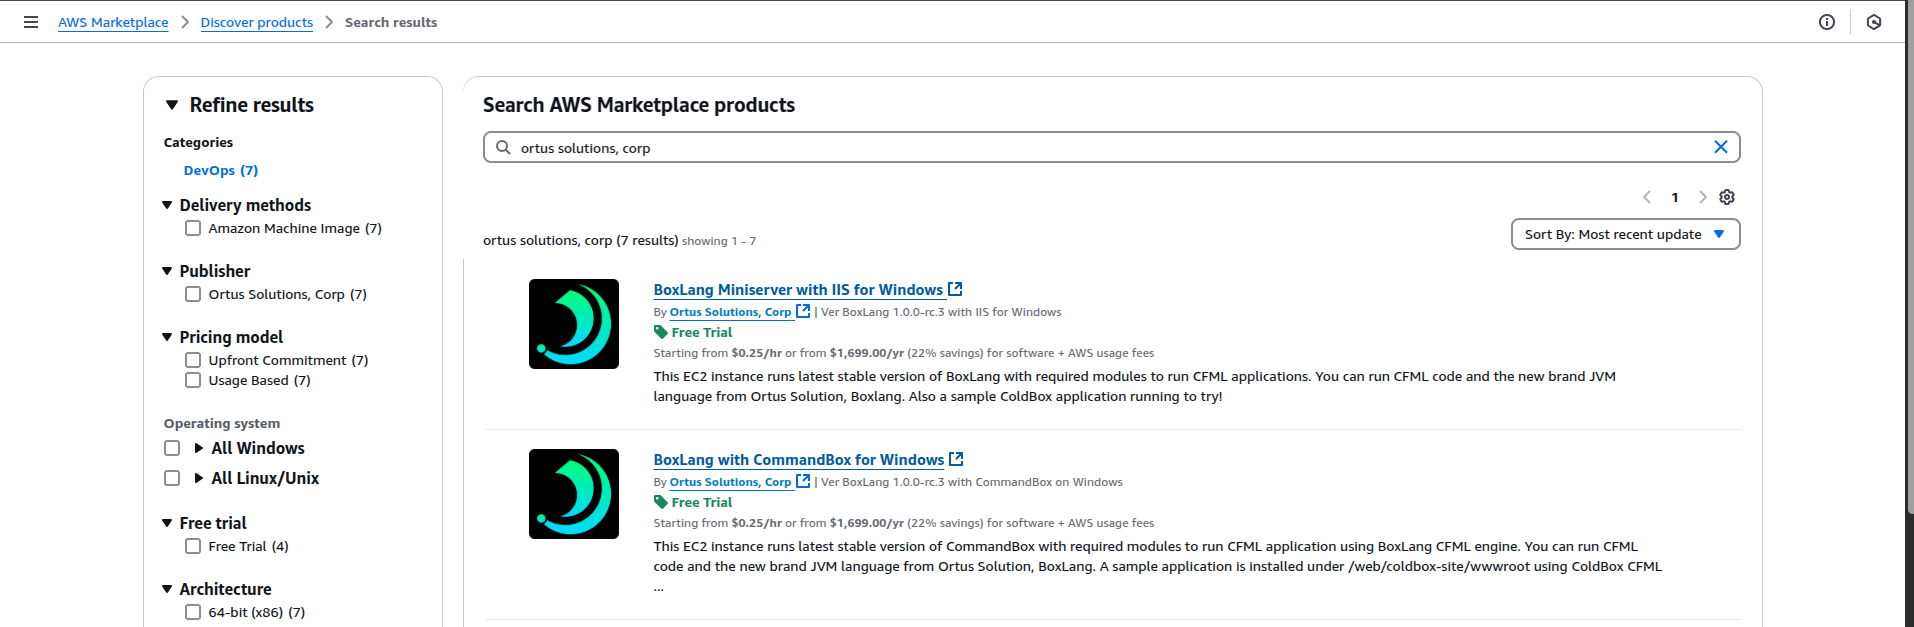 AWS Marketplace > Discover products > Search results
Refine results
Categories
DevOps (7)
Delivery methods
Amazon Machine Image (7)
Publisher
Ortus Solutions, Corp (7)
Pricing model
Upfront Commitment (7)
Usage Based (7)
Operating system
All Windows
All Linux/Unix
Free trial
Free Trial (4)
Architecture
64-bit (x86) (7)
Search AWS Marketplace products
ortus solutions, corp
1
ortus solutions, corp (7 results) showing 1 - 7
Sort By: Most recent update
BoxLang Miniserver with IIS for Windows
By Ortus Solutions, Corp | Ver BoxLang 1.0.0-rc.3 with IIS for Windows
Free Trial
Starting from $0.25/hr or from $1,699.00/yr (22% savings) for software + AWS usage fees
This EC2 instance runs latest stable version of BoxLang with required modules to run CFML applications. You can run CFML code and the new brand JVM
language from Ortus Solution, Boxlang. Also a sample ColdBox application running to try!
BoxLang with CommandBox for Windows
By Ortus Solutions, Corp | Ver BoxLang 1.0.0-rc.3 with CommandBox on Windows
Free Trial
Starting from $0.25/hr or from $1,699.00/yr (22% savings) for software + AWS usage fees
This EC2 instance runs latest stable version of CommandBox with required modules to run CFML application using BoxLang CFML engine. You can run CFML
code and the new brand JVM language from Ortus Solution, BoxLang. A sample application is installed under /web/coldbox-site/wwwroot using ColdBox CFML
...